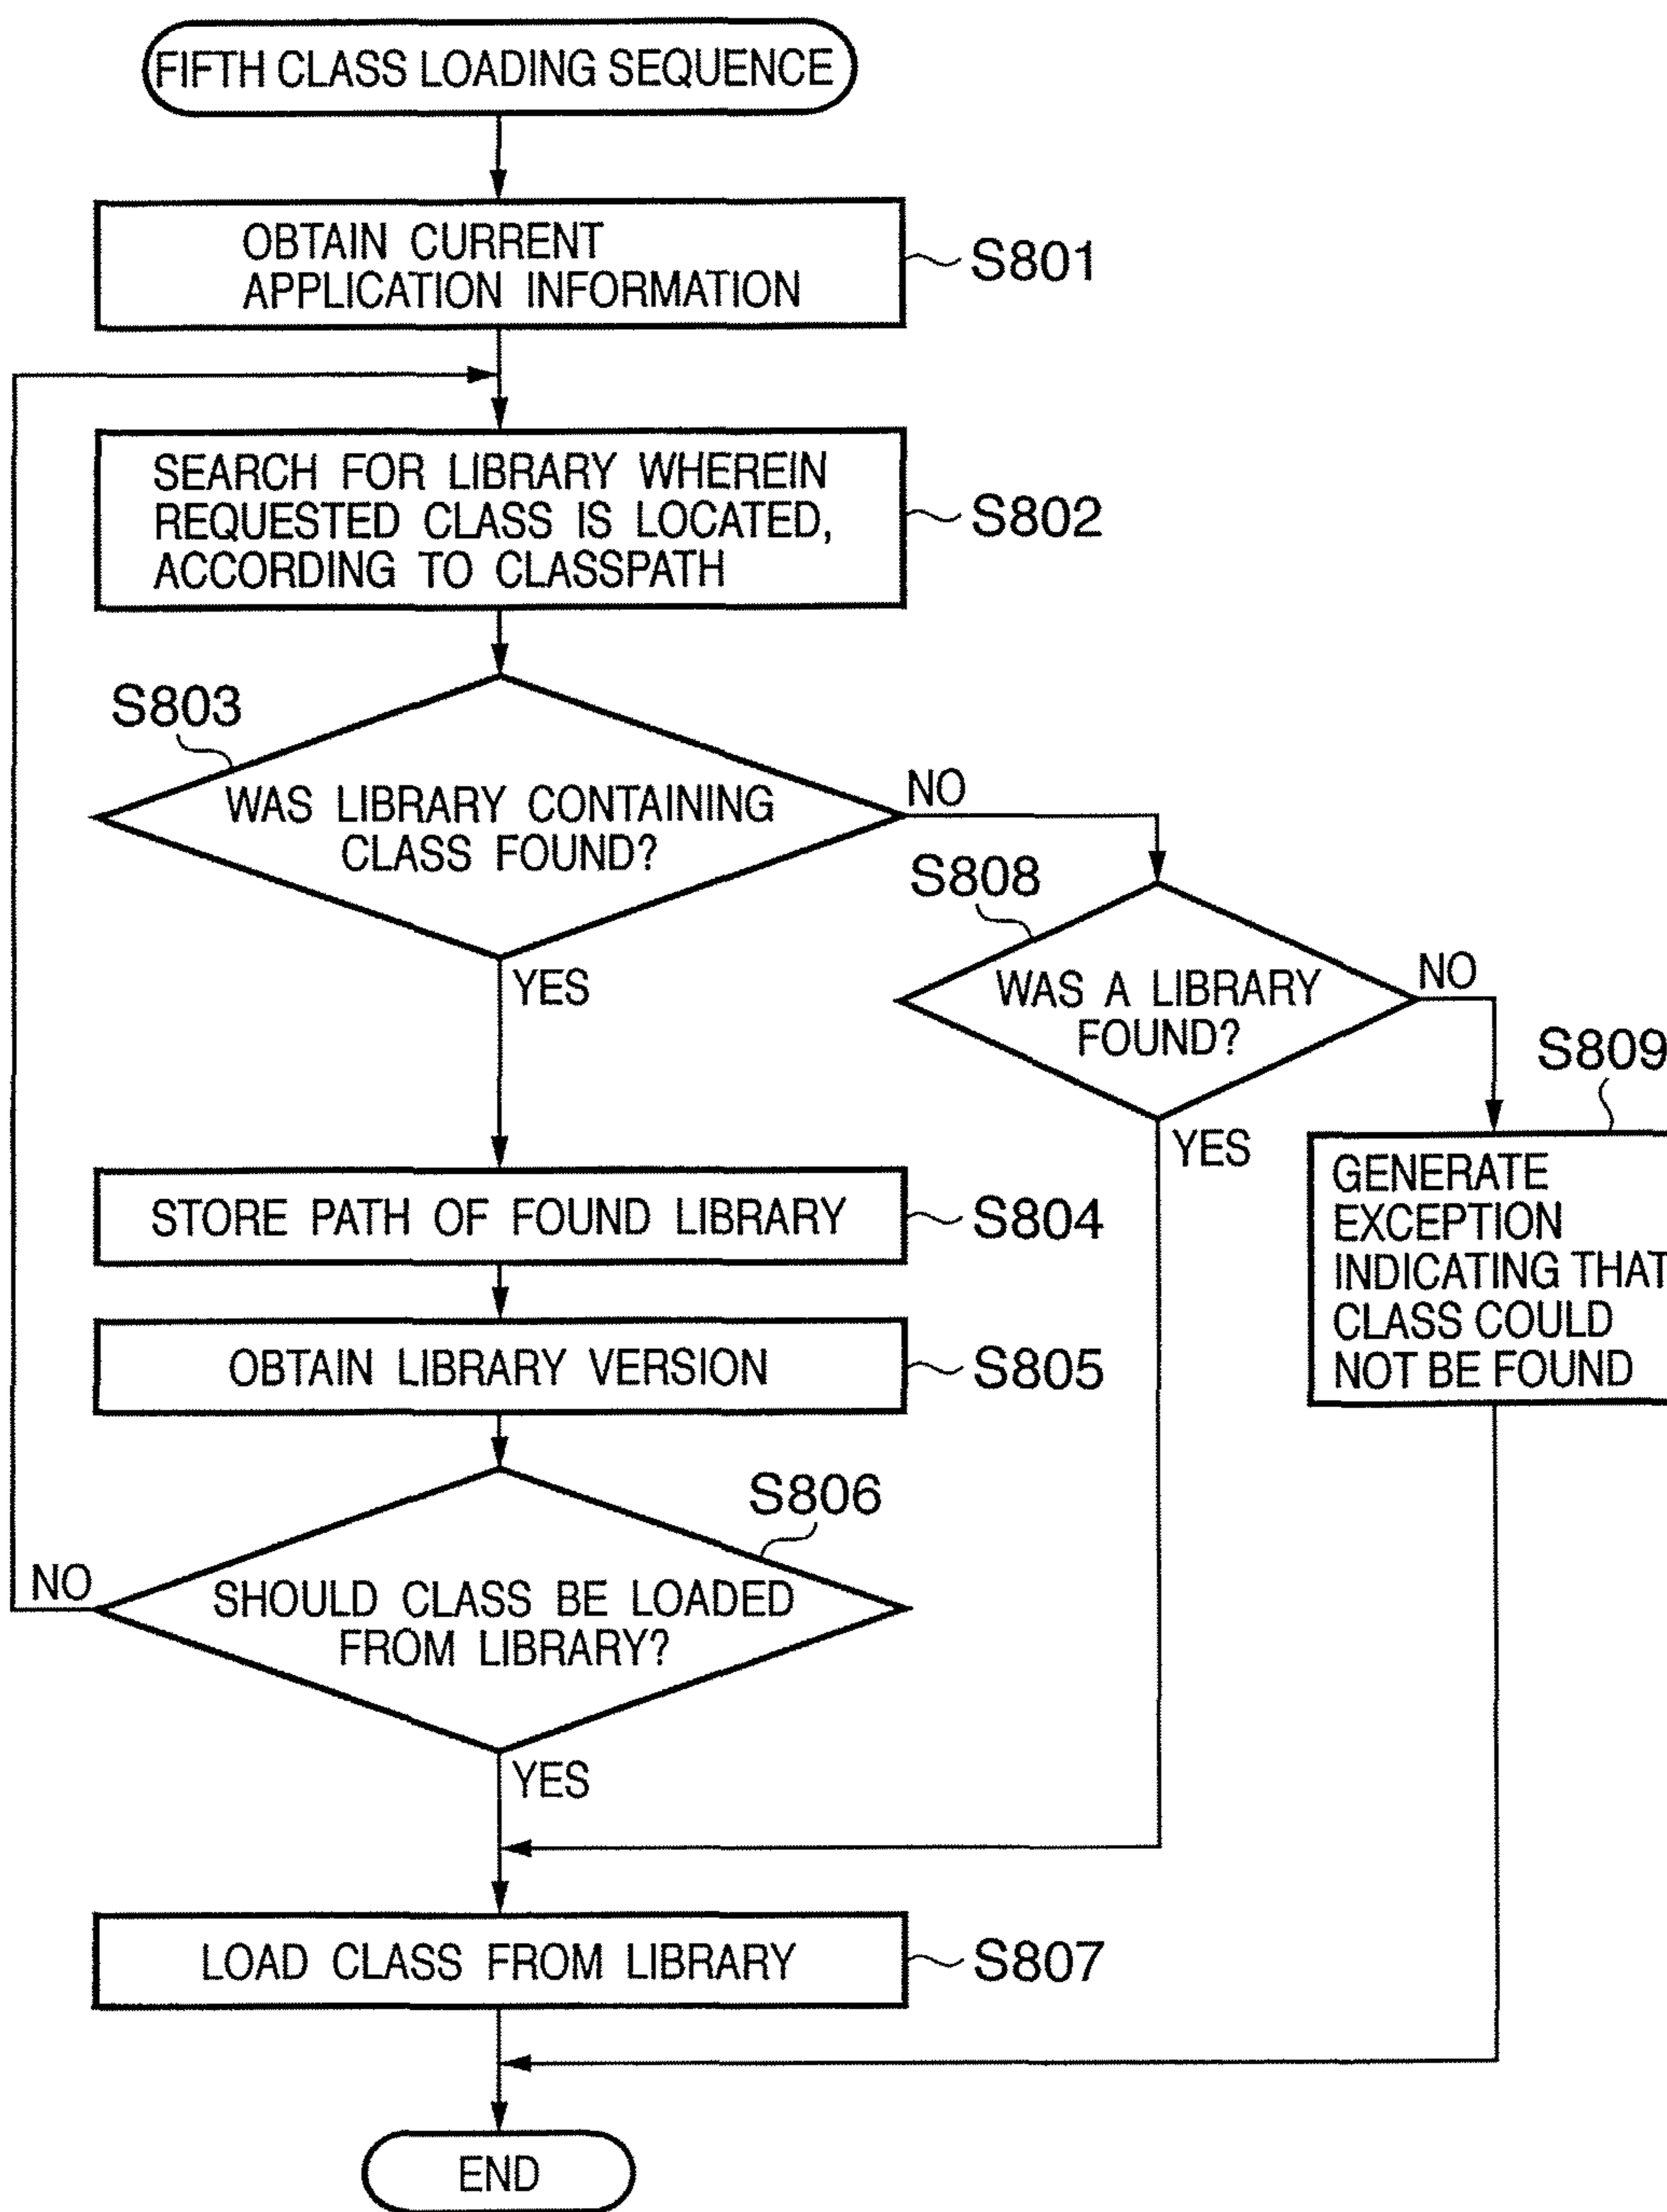 FIFTH CLASS LOADING SEQUENCE
OBTAIN CURRENT
APPLICATION INFORMATION
S801
SEARCH FOR LIBRARY WHEREIN
REQUESTED CLASS IS LOCATED,
ACCORDING TO CLASSPATH
S802
S803
WAS LIBRARY CONTAINING
CLASS FOUND?
NO
YES
S808
WAS A LIBRARY
FOUND?
NO
YES
S809
GENERATE
EXCEPTION
INDICATING THAT
CLASS COULD
NOT BE FOUND
STORE PATH OF FOUND LIBRARY
S804
OBTAIN LIBRARY VERSION
S805
S806
SHOULD CLASS BE LOADED
FROM LIBRARY?
NO
YES
LOAD CLASS FROM LIBRARY
S807
END